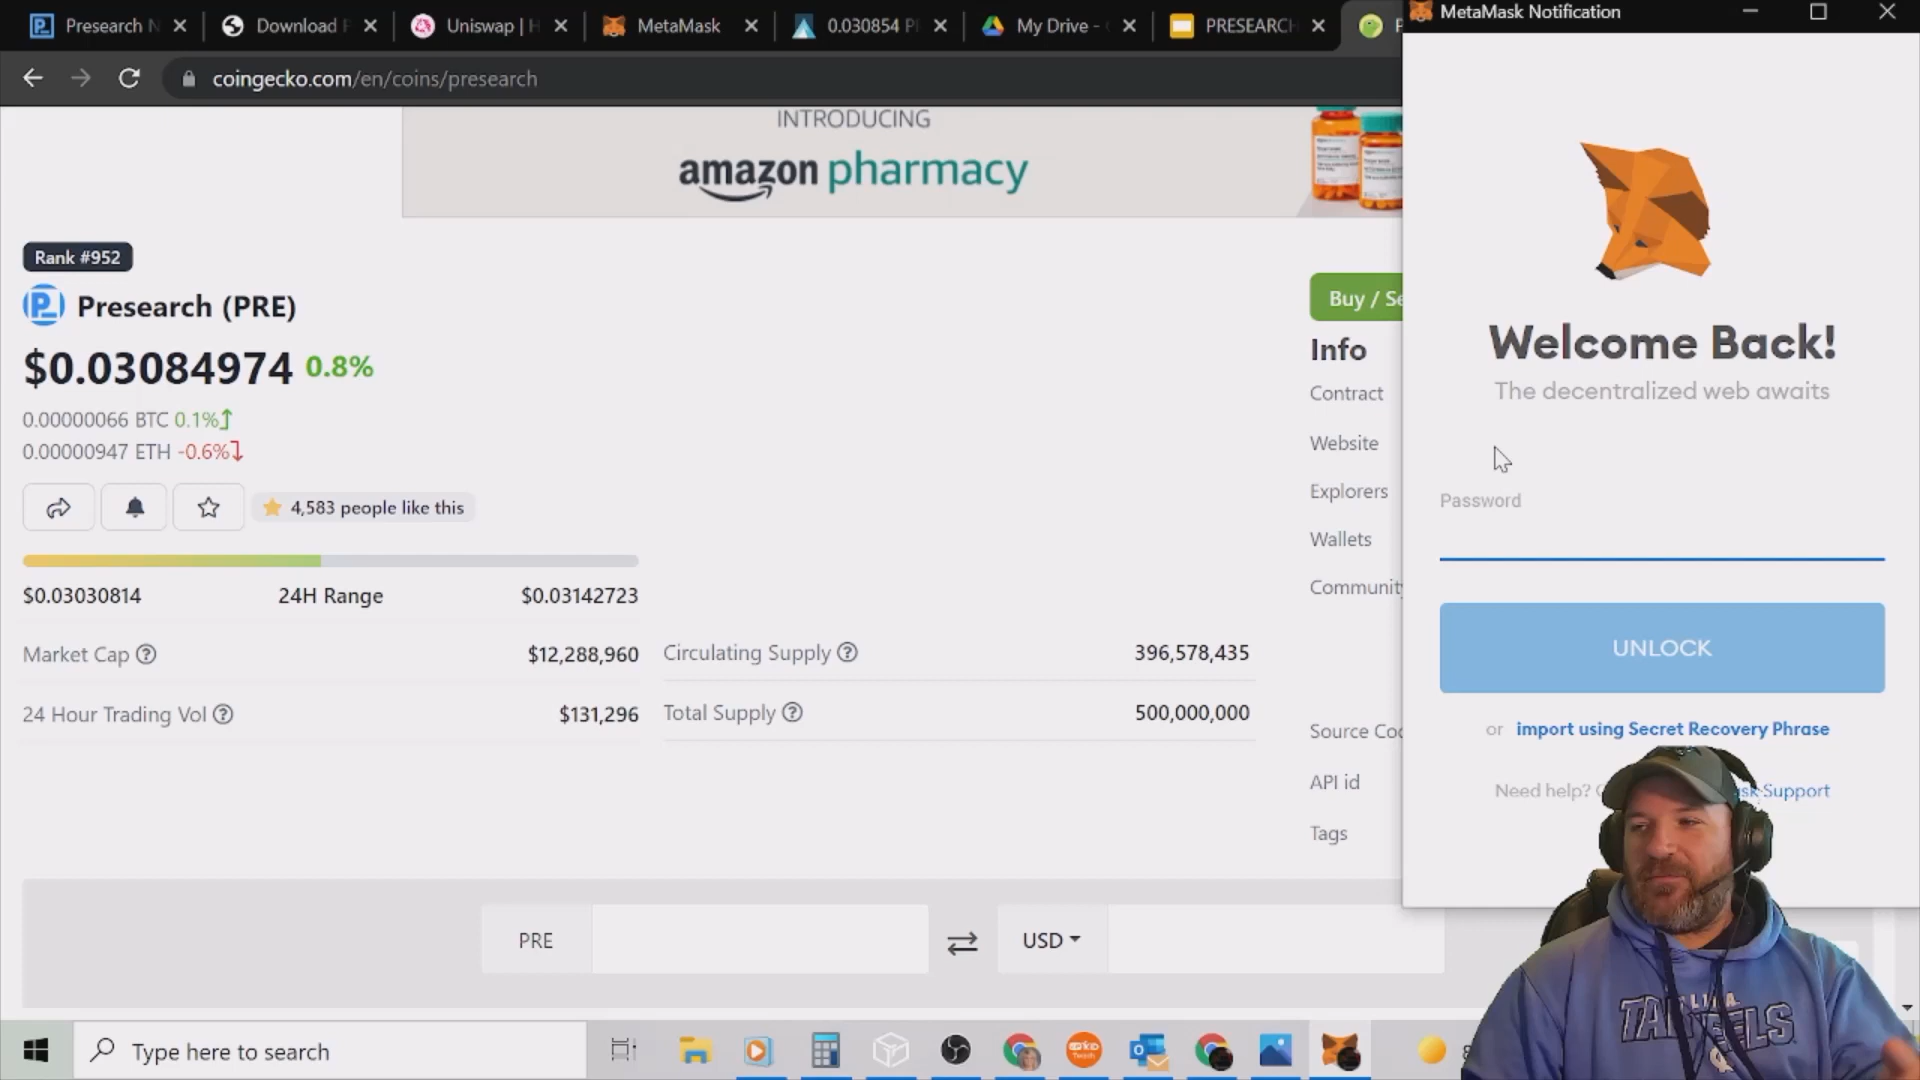 Presearch N
Download P
Uniswap | H
MetaMask
0.030854 P
My Drive -
PRESEARCH
MetaMask Notification
coingecko.com/en/coins/presearch
INTRODUCING
amazon pharmacy
Rank #952
Presearch (PRE)
$0.03084974 0.8%
0.00000066 BTC 0.1%
0.00000947 ETH -0.6%
4,583 people like this
$0.03030814 24H Range $0.03142723
Market Cap $12,288,960
24 Hour Trading Vol $131,296
Circulating Supply 396,578,435
Total Supply 500,000,000
Buy / Se
Info
Contract
Website
Explorers
Wallets
Community
Source Co
API id
Tags
PRE
USD
Welcome Back!
The decentralized web awaits
Password
UNLOCK
or import using Secret Recovery Phrase
Need help? ask Support
TAR HEELS
Type here to search